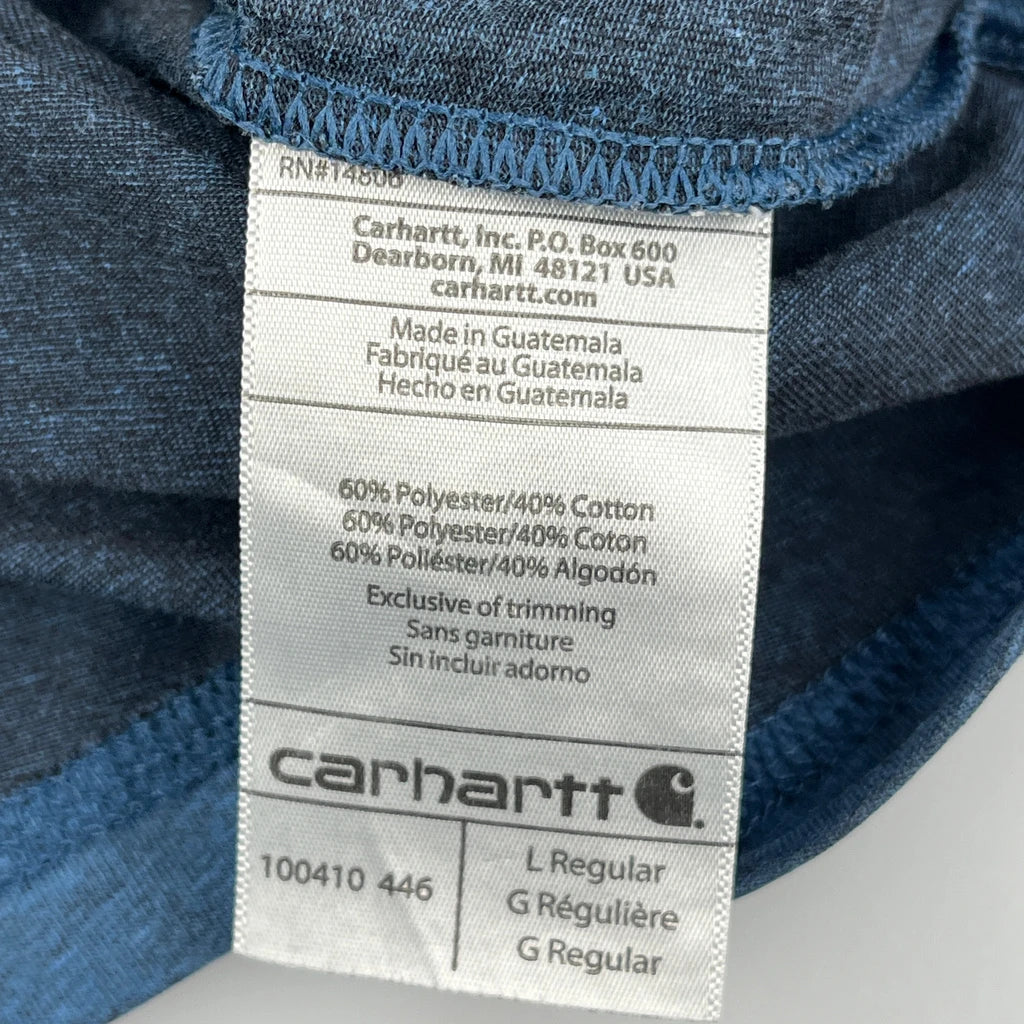 RN#14806
Carhartt, Inc. P.O. Box 600
Dearborn, MI 48121 USA
carhartt.com
Made in Guatemala
Fabriqué au Guatemala
Hecho en Guatemala
60% Polyester/40% Cotton
60% Polyester/40% Coton
60% Poliéster/40% Algodón
Exclusive of trimming
Sans garniture
Sin incluir adorno
carhartt
100410 446
L Regular
G Régulière
G Regular